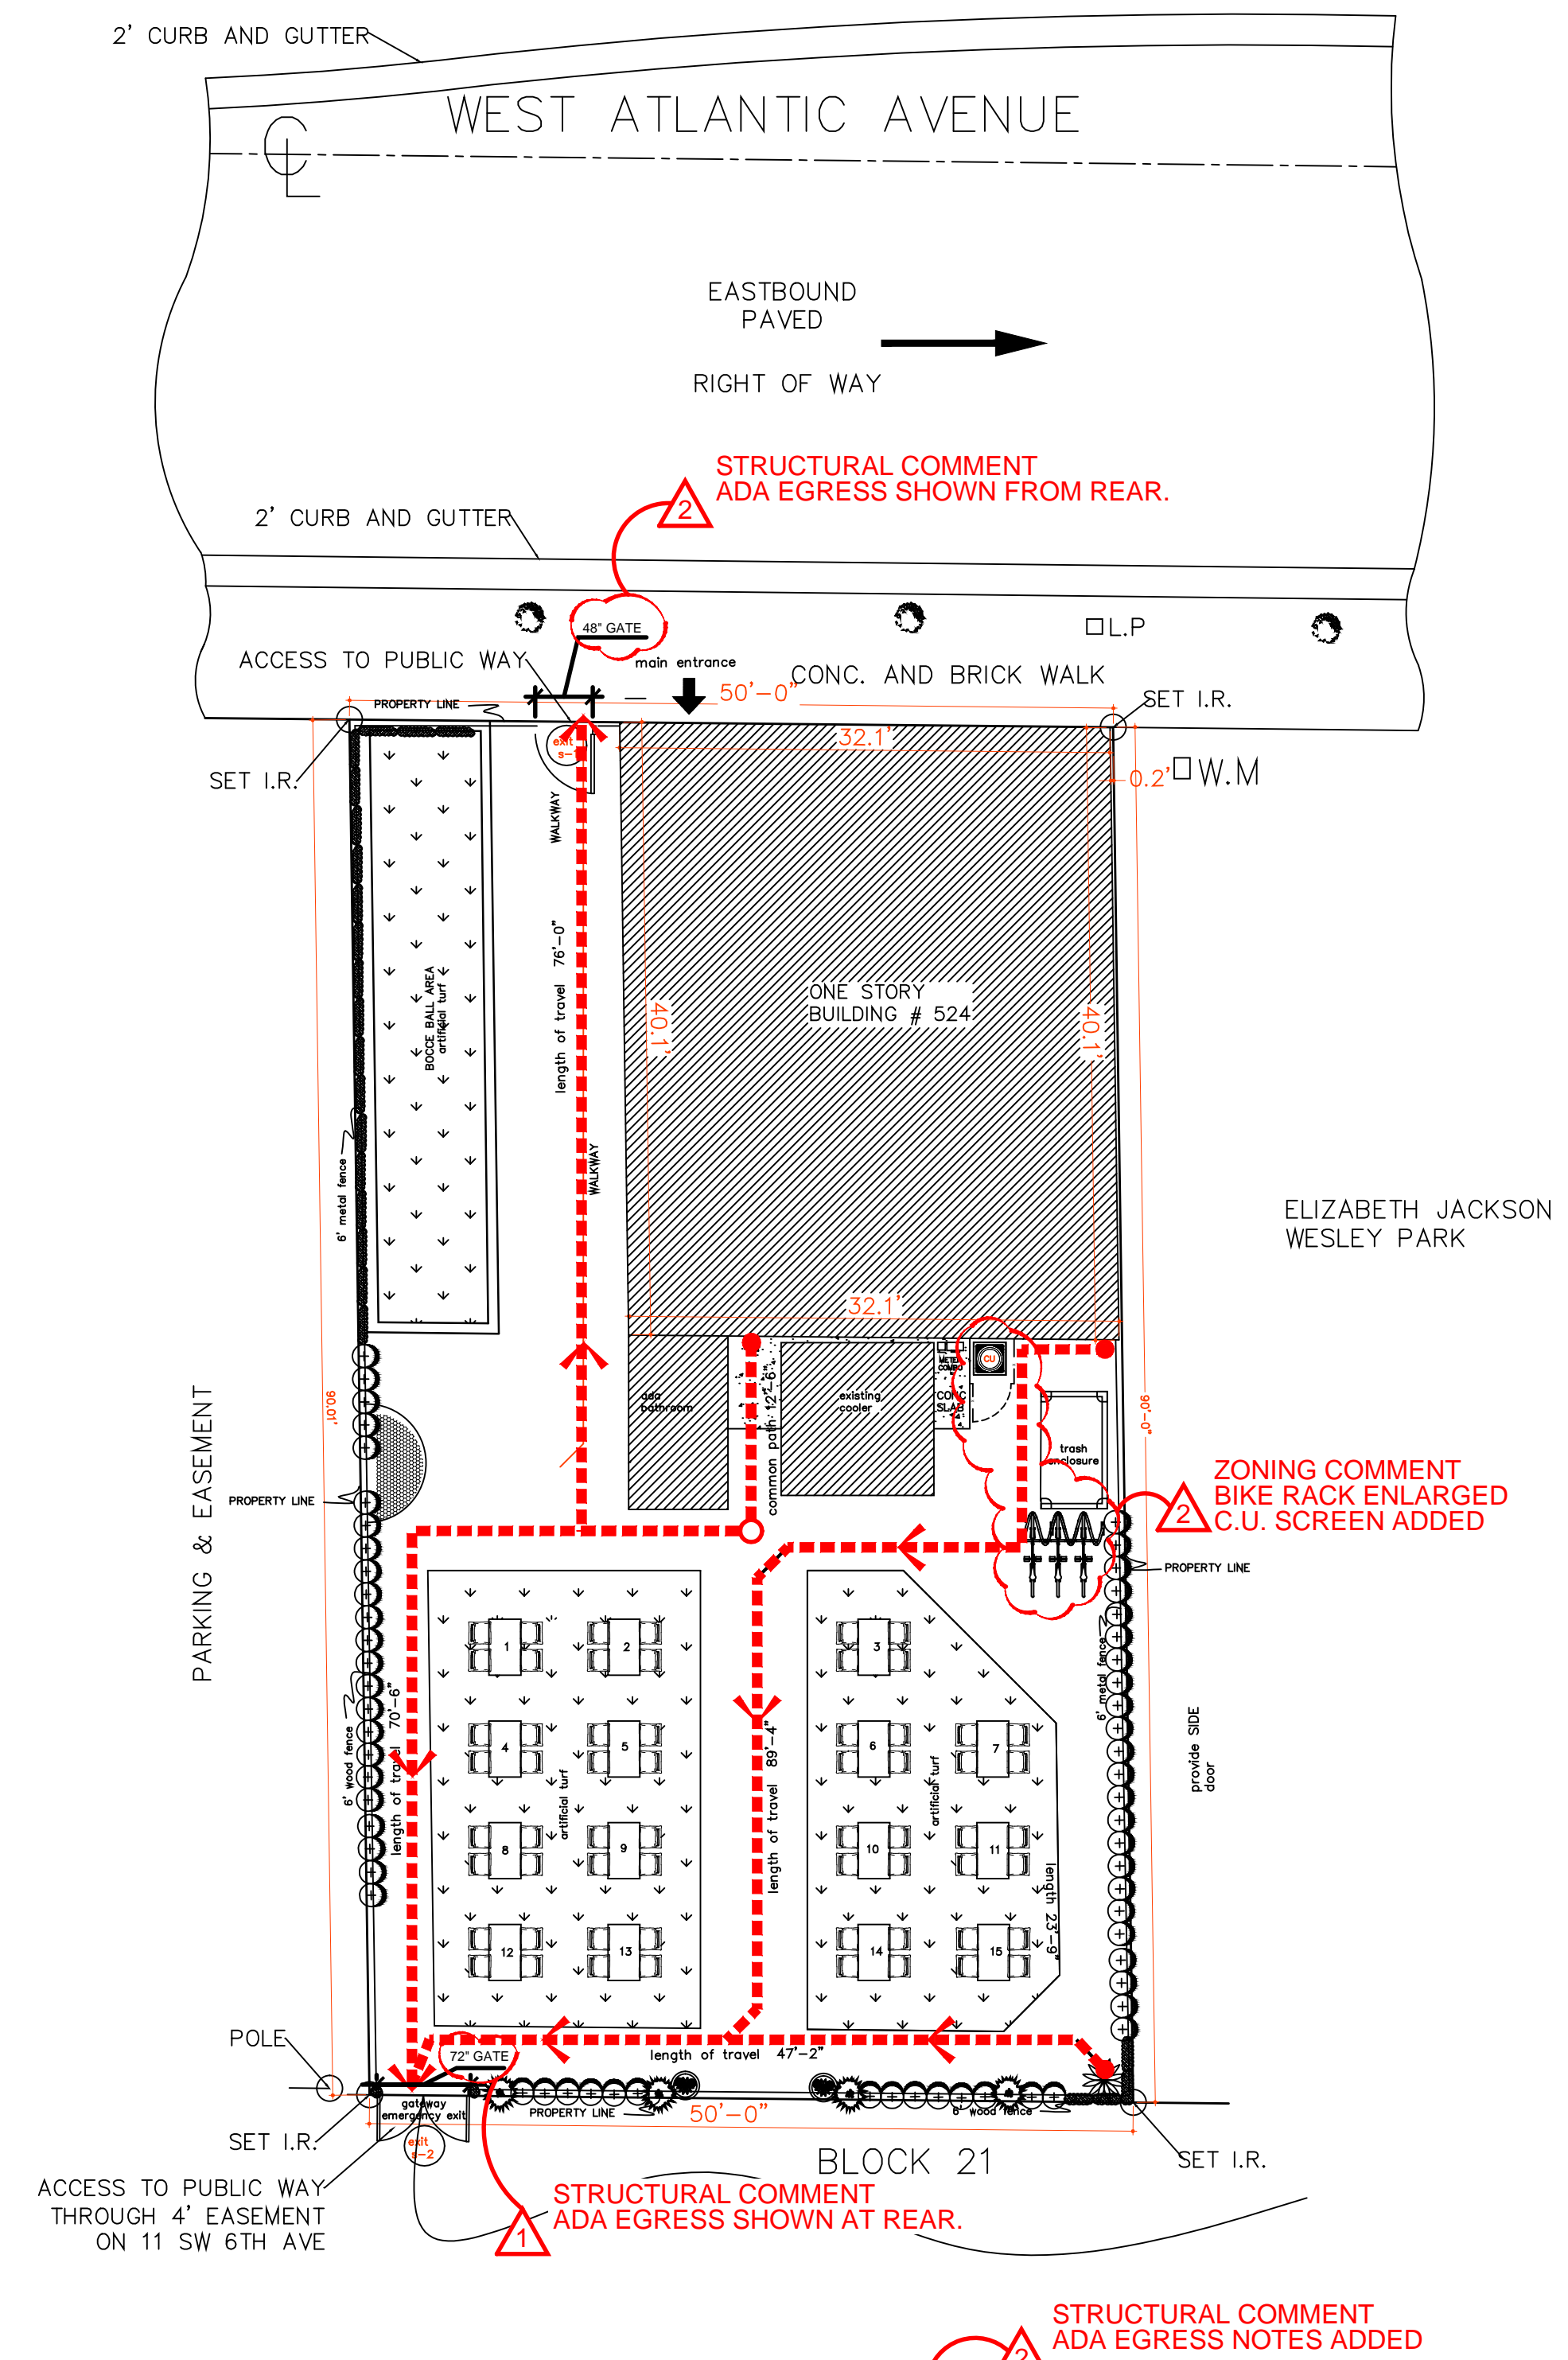 2' CURB AND GUTTER
WEST ATLANTIC AVENUE
CL
EASTBOUND
PAVED
RIGHT OF WAY
STRUCTURAL COMMENT
ADA EGRESS SHOWN FROM REAR.
2
2' CURB AND GUTTER
48" GATE
L.P
ACCESS TO PUBLIC WAY
main entrance
CONC. AND BRICK WALK
50'-0"
PROPERTY LINE
SET I.R.
32.1'
exit
s-1
SET I.R.
0.2'
W.M
WALKWAY
length of travel 76'-0"
BOCCE BALL AREA
artificial turf
40.1'
ONE STORY
BUILDING # 524
40.1'
WALKWAY
6' metal fence
ELIZABETH JACKSON
WESLEY PARK
32.1'
CU
METER
COMBO
ada
bathroom
common path 12'-6"
existing
cooler
CONC
SLAB
trash
enclosure
90.01'
90'-0"
PARKING & EASEMENT
PROPERTY LINE
ZONING COMMENT
BIKE RACK ENLARGED
C.U. SCREEN ADDED
2
PROPERTY LINE
1
2
3
6' metal fence
length of travel 70'-6"
6' wood fence
4
5
artificial turf
length of travel 89'-4"
6
7
artificial turf
provide SIDE
door
8
9
10
11
length 23'-9"
12
13
14
15
POLE
72" GATE
length of travel 47'-2"
gateway
emergency exit
PROPERTY LINE
50'-0"
6' wood fence
SET I.R.
exit
s-2
BLOCK 21
SET I.R.
ACCESS TO PUBLIC WAY
THROUGH 4' EASEMENT
ON 11 SW 6TH AVE
STRUCTURAL COMMENT
ADA EGRESS SHOWN AT REAR.
1
STRUCTURAL COMMENT
ADA EGRESS NOTES ADDED
2